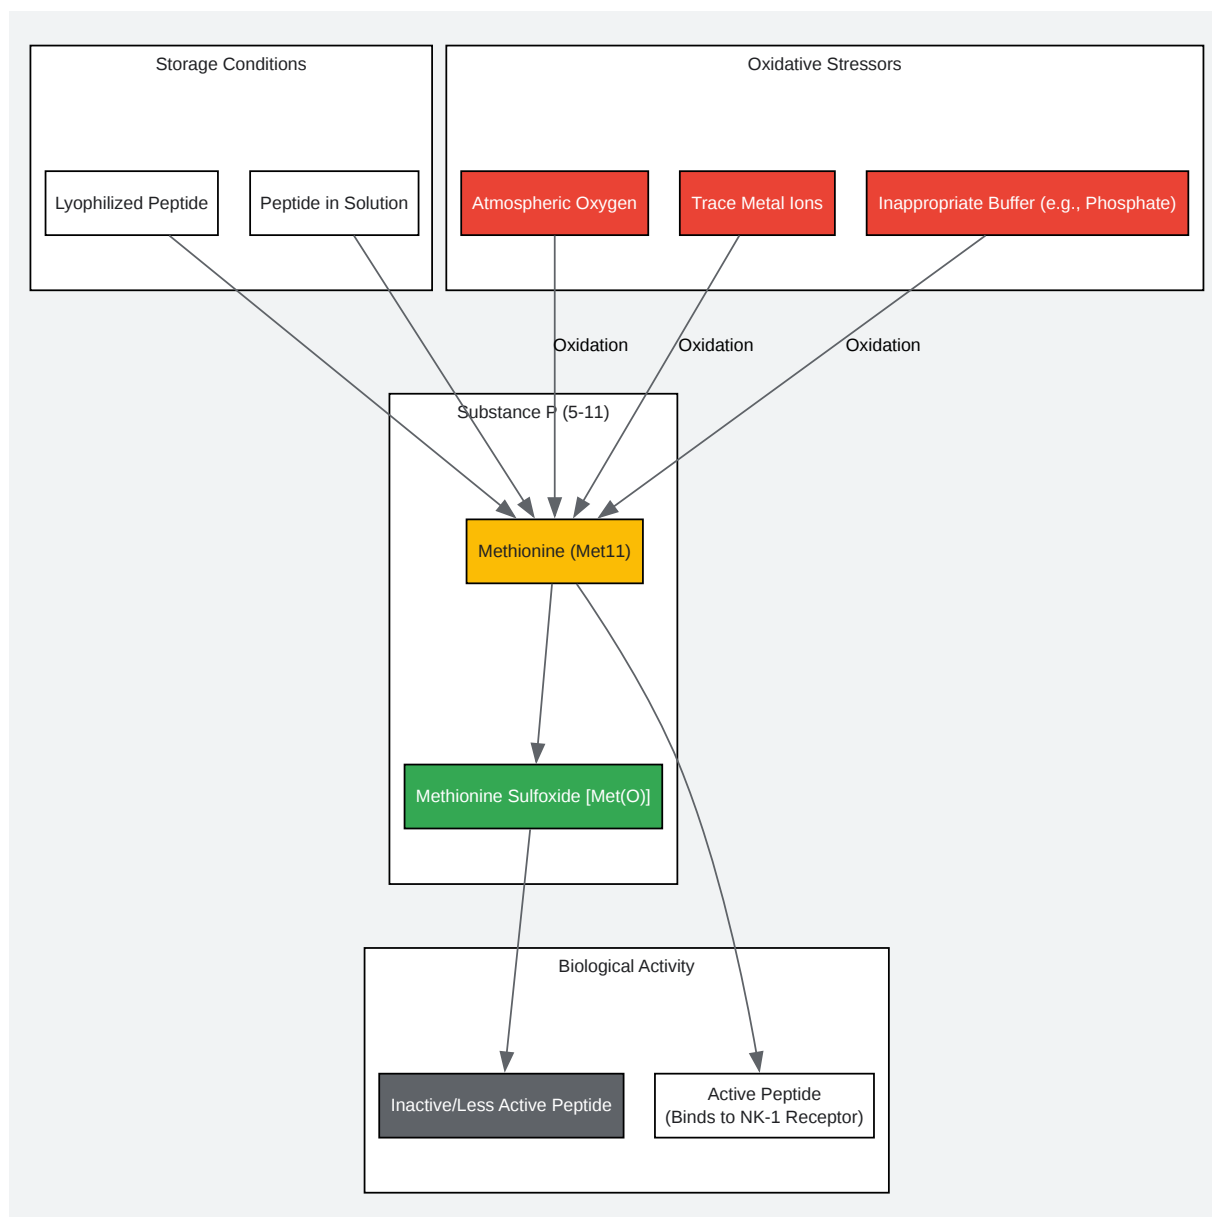 Storage Conditions
Oxidative Stressors
Lyophilized Peptide
Peptide in Solution
Atmospheric Oxygen
Trace Metal Ions
Inappropriate Buffer (e.g., Phosphate)
Oxidation
Oxidation
Oxidation
Substance P (5-11)
Methionine (Met11)
Methionine Sulfoxide [Met(O)]
Biological Activity
Inactive/Less Active Peptide
Active Peptide
(Binds to NK-1 Receptor)